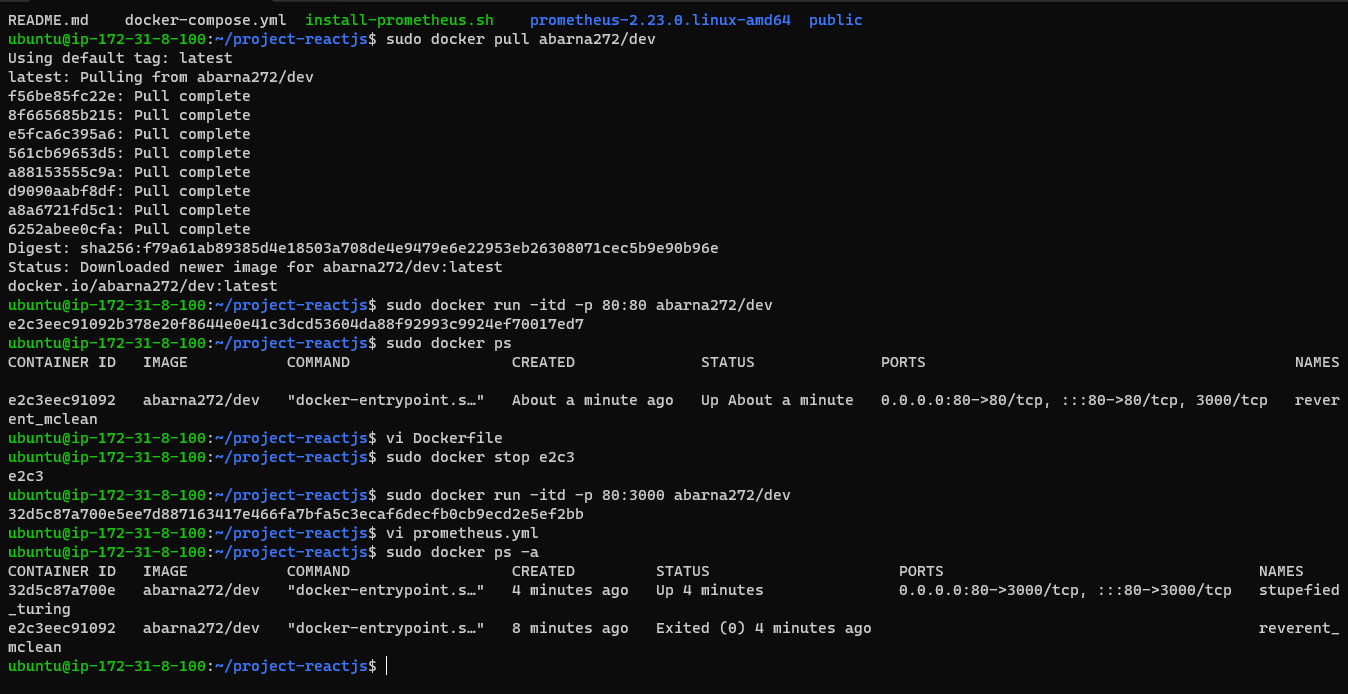 README.md    docker-compose.yml  install-prometheus.sh    prometheus-2.23.0.linux-amd64  public
ubuntu@ip-172-31-8-100:~/project-reactjs$ sudo docker pull abarna272/dev
Using default tag: latest
latest: Pulling from abarna272/dev
f56be85fc22e: Pull complete
8f665685b215: Pull complete
e5fca6c395a6: Pull complete
561cb69653d5: Pull complete
a88153555c9a: Pull complete
d9090aabf8df: Pull complete
a8a6721fd5c1: Pull complete
6252abee0cfa: Pull complete
Digest: sha256:f79a61ab89385d4e18503a708de4e9479e6e22953eb26308071cec5b9e90b96e
Status: Downloaded newer image for abarna272/dev:latest
docker.io/abarna272/dev:latest
ubuntu@ip-172-31-8-100:~/project-reactjs$ sudo docker run -itd -p 80:80 abarna272/dev
e2c3eec91092b378e20f8644e0e41c3dcd53604da88f92993c9924ef70017ed7
ubuntu@ip-172-31-8-100:~/project-reactjs$ sudo docker ps
CONTAINER ID   IMAGE           COMMAND                  CREATED              STATUS              PORTS                                         NAMES
e2c3eec91092   abarna272/dev   "docker-entrypoint.s…"   About a minute ago   Up About a minute   0.0.0.0:80->80/tcp, :::80->80/tcp, 3000/tcp   rever
ent_mclean
ubuntu@ip-172-31-8-100:~/project-reactjs$ vi Dockerfile
ubuntu@ip-172-31-8-100:~/project-reactjs$ sudo docker stop e2c3
e2c3
ubuntu@ip-172-31-8-100:~/project-reactjs$ sudo docker run -itd -p 80:3000 abarna272/dev
32d5c87a700e5ee7d887163417e466fa7bfa5c3ecaf6decfb0cb9ecd2e5ef2bb
ubuntu@ip-172-31-8-100:~/project-reactjs$ vi prometheus.yml
ubuntu@ip-172-31-8-100:~/project-reactjs$ sudo docker ps -a
CONTAINER ID   IMAGE           COMMAND                  CREATED         STATUS                     PORTS                                   NAMES
32d5c87a700e   abarna272/dev   "docker-entrypoint.s…"   4 minutes ago   Up 4 minutes               0.0.0.0:80->3000/tcp, :::80->3000/tcp   stupefied
_turing
e2c3eec91092   abarna272/dev   "docker-entrypoint.s…"   8 minutes ago   Exited (0) 4 minutes ago                                           reverent_
mclean
ubuntu@ip-172-31-8-100:~/project-reactjs$